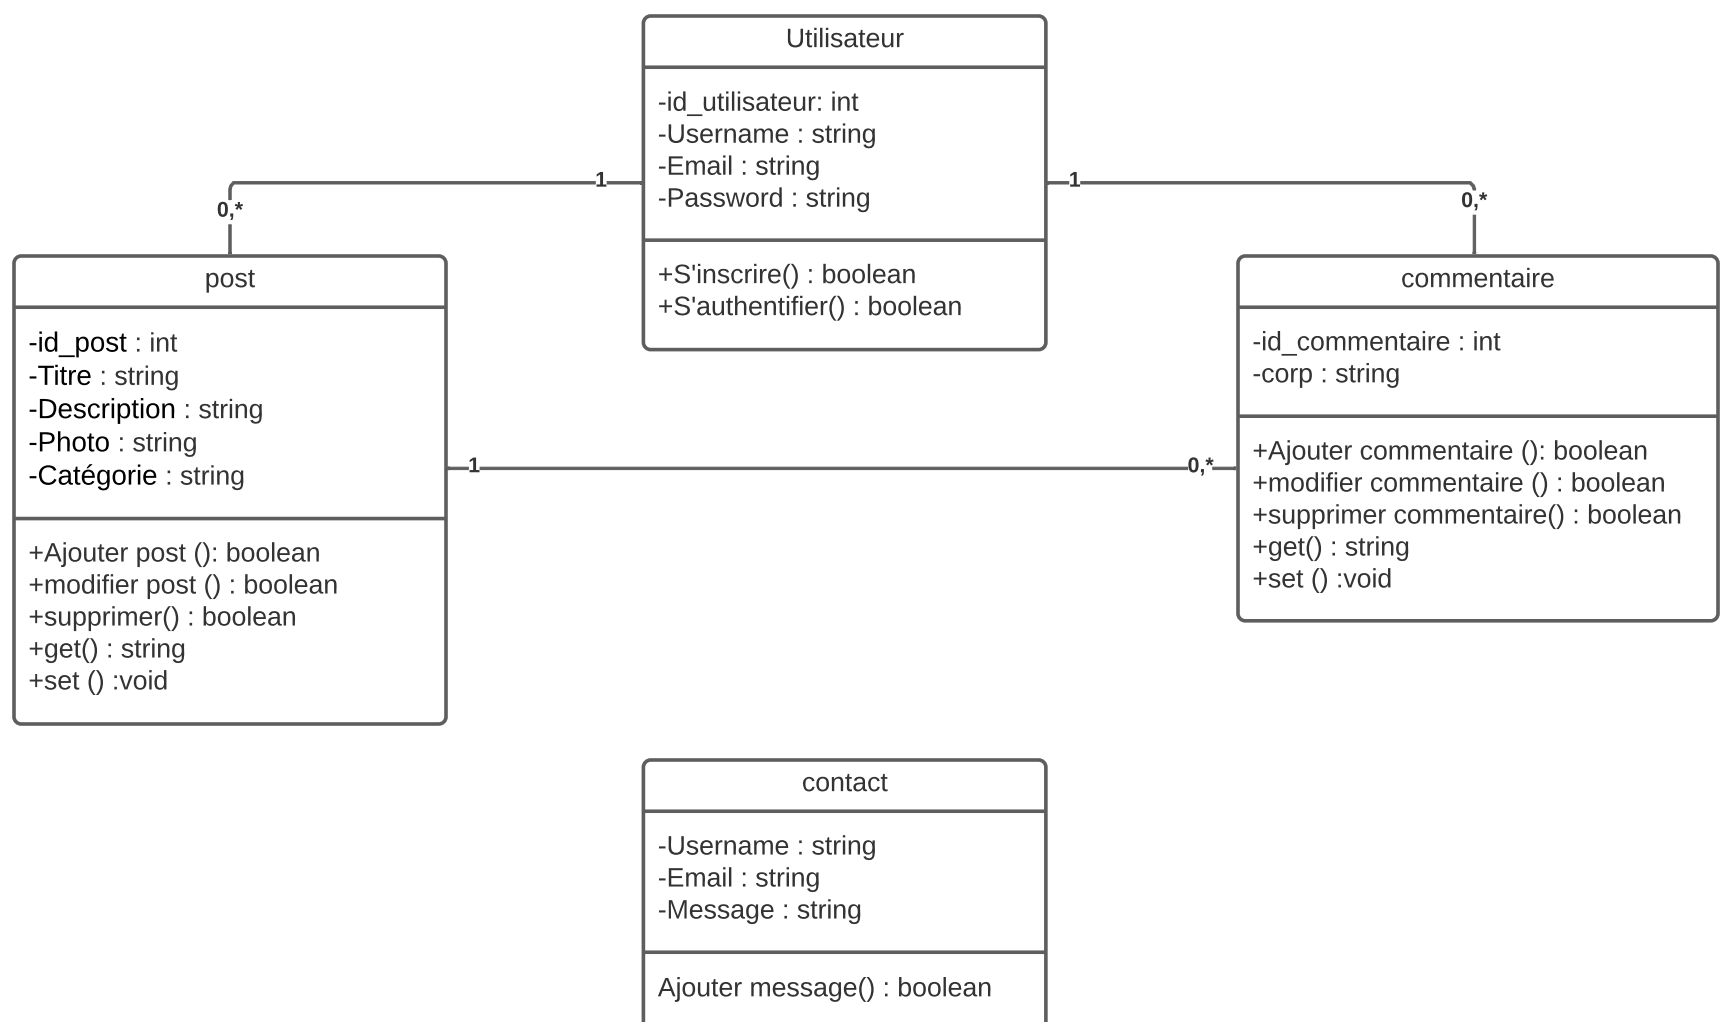 Utilisateur
-id_utilisateur: int
-Username : string
-Email : string
-Password : string
+S'inscrire() : boolean
+S'authentifier() : boolean
1
0,*
1
0,*
post
-id_post : int
-Titre : string
-Description : string
-Photo : string
-Catégorie : string
+Ajouter post (): boolean
+modifier post () : boolean
+supprimer() : boolean
+get() : string
+set () :void
1
0,*
commentaire
-id_commentaire : int
-corp : string
+Ajouter commentaire (): boolean
+modifier commentaire () : boolean
+supprimer commentaire() : boolean
+get() : string
+set () :void
contact
-Username : string
-Email : string
-Message : string
Ajouter message() : boolean